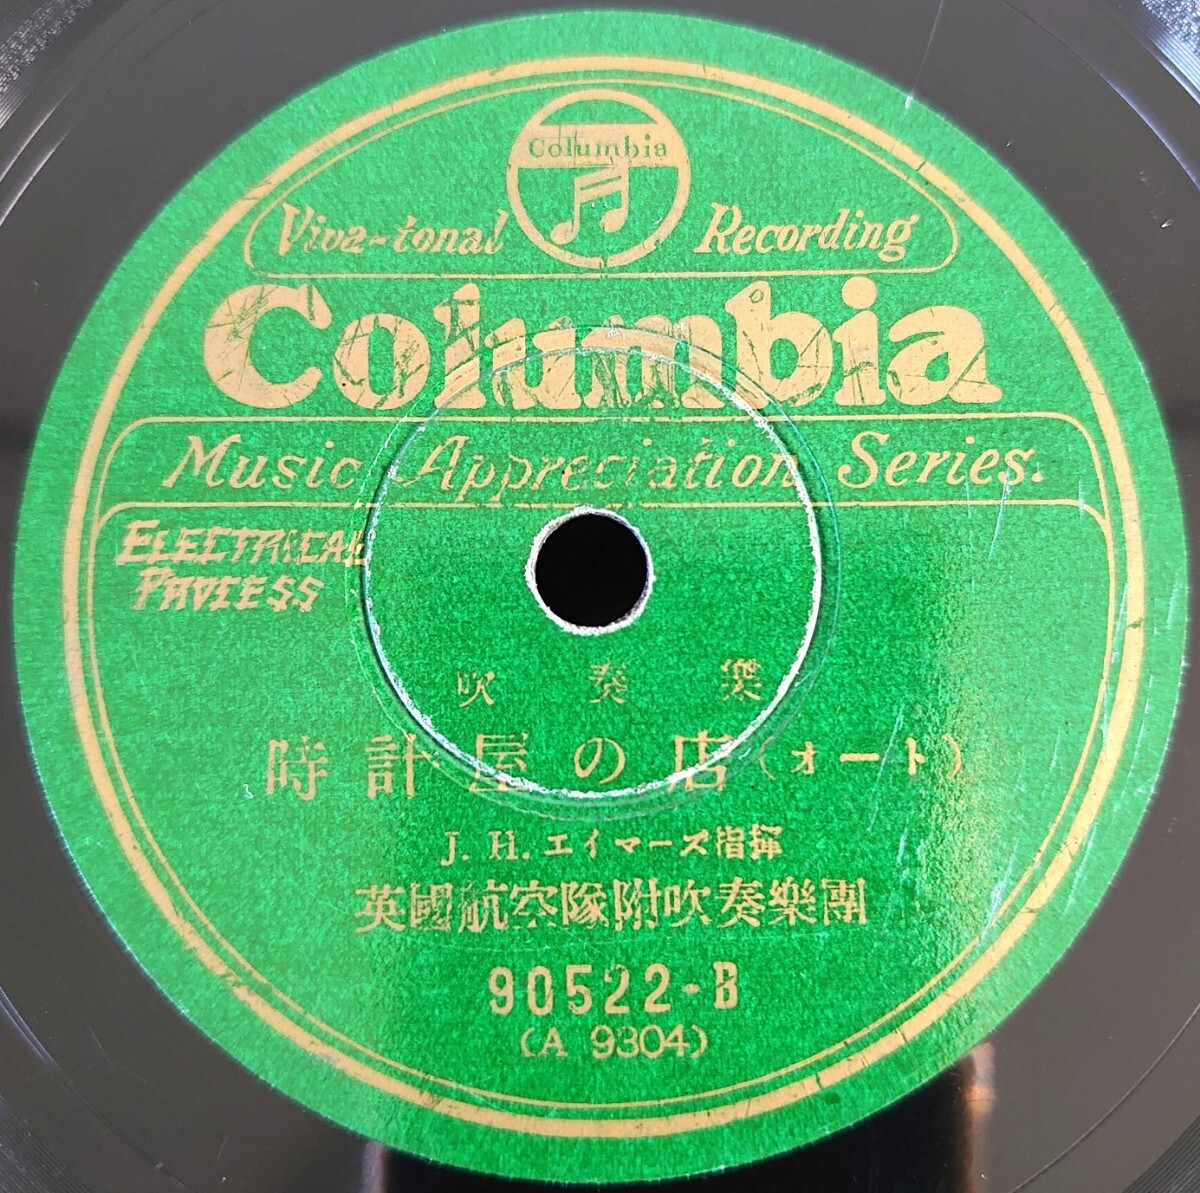 Columbia
Viva-tonal Recording
Columbia
Music Appreciation Series.
ELECTRICAL
PROCESS
吹奏樂
時計屋の店(オート)
J. H. エイマーズ指揮
英國航空隊附吹奏樂團
90522-B
(A 9304)